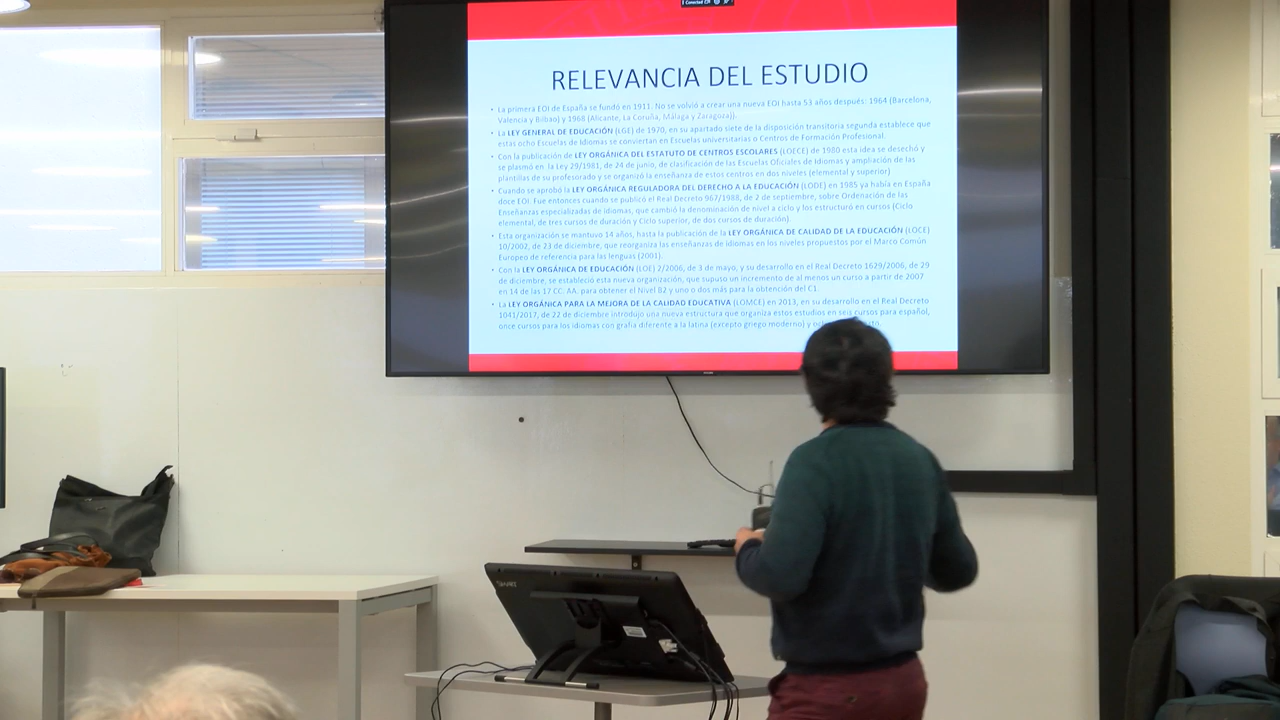 RELEVANCIA DEL ESTUDIO
• La primera EOI de España se fundó en 1911. No se volvió a crear una nueva EOI hasta 53 años después: 1964 (Barcelona,
Valencia y Bilbao) y 1968 (Alicante, La Coruña, Málaga y Zaragoza)).
• La LEY GENERAL DE EDUCACIÓN (LGE) de 1970, en su apartado siete de la disposición transitoria segunda establece que
estas ocho Escuelas de Idiomas se conviertan en Escuelas universitarias o Centros de Formación Profesional.
• Con la publicación de LEY ORGÁNICA DEL ESTATUTO DE CENTROS ESCOLARES (LOECE) de 1980 esta idea se desechó y
se plasmó en la Ley 29/1981, de 24 de junio, de clasificación de las Escuelas Oficiales de Idiomas y ampliación de las
plantillas de su profesorado y se organizó la enseñanza de estos centros en dos niveles (elemental y superior)
• Cuando se aprobó la LEY ORGÁNICA REGULADORA DEL DERECHO A LA EDUCACIÓN (LODE) en 1985 ya había en España
doce EOI. Fue entonces cuando se publicó el Real Decreto 967/1988, de 2 de septiembre, sobre Ordenación de las
Enseñanzas especializadas de idiomas, que cambió la denominación de nivel a ciclo y los estructuró en cursos (Ciclo
elemental, de tres cursos de duración y Ciclo superior, de dos cursos de duración).
• Esta organización se mantuvo 14 años, hasta la publicación de la LEY ORGÁNICA DE CALIDAD DE LA EDUCACIÓN (LOCE)
10/2002, de 23 de diciembre, que reorganiza las enseñanzas de idiomas en los niveles propuestos por el Marco Común
Europeo de referencia para las lenguas (2001).
• Con la LEY ORGÁNICA DE EDUCACIÓN (LOE) 2/2006, de 3 de mayo, y su desarrollo en el Real Decreto 1629/2006, de 29
de diciembre, se estableció esta nueva organización, que supuso un incremento de al menos un curso a partir de 2007
en 14 de las 17 CC. AA. para obtener el Nivel B2 y uno o dos más para la obtención del C1.
• La LEY ORGÁNICA PARA LA MEJORA DE LA CALIDAD EDUCATIVA (LOMCE) en 2013, en su desarrollo en el Real Decreto
1041/2017, de 22 de diciembre introdujo una nueva estructura que organiza estos estudios en seis cursos para español,
once cursos para los idiomas con grafía diferente a la latina (excepto griego moderno) y
SMART